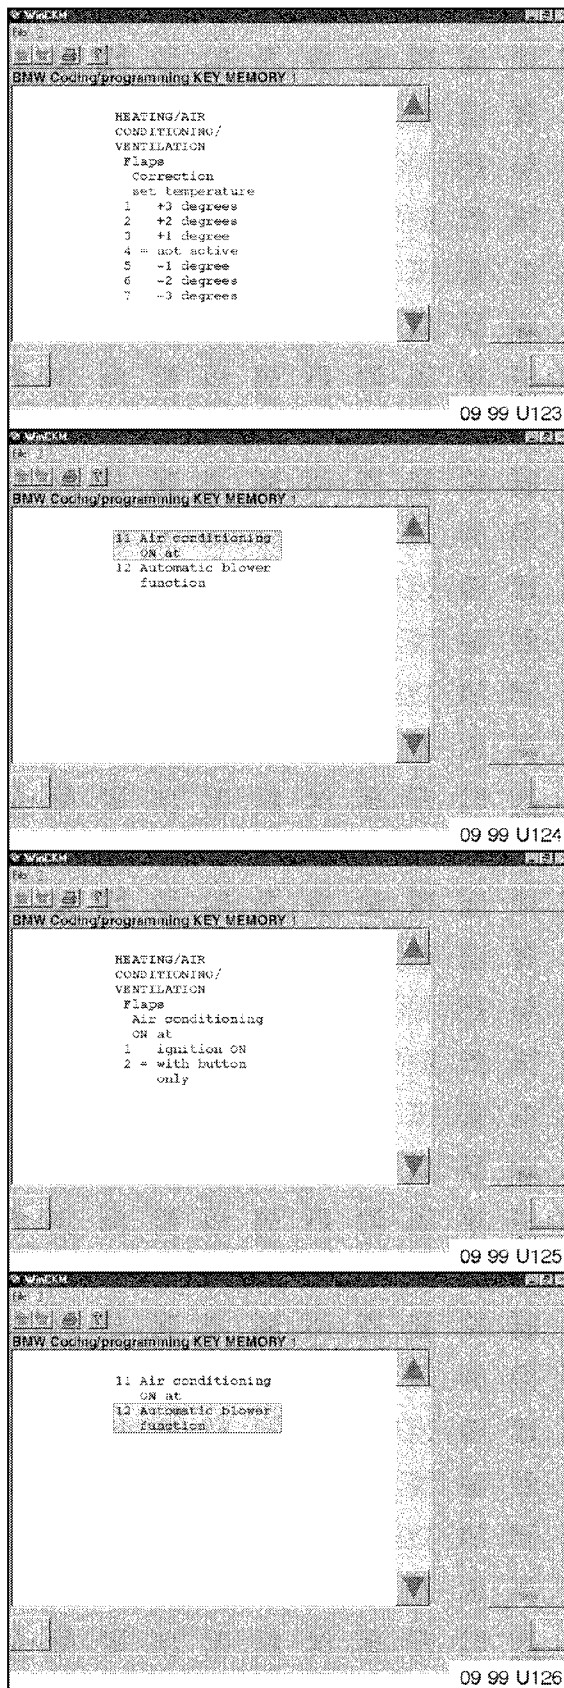 WinCKM
File ?
BMW Coding/programming KEY MEMORY 1
HEATING/AIR
CONDITIONING/
VENTILATION
Flaps
Correction
set temperature
1 +3 degrees
2 +2 degrees
3 +1 degree
4 = not active
5 -1 degree
6 -2 degrees
7 -3 degrees
09 99 U123
WinCKM
File ?
BMW Coding/programming KEY MEMORY 1
11 Air conditioning
ON at
12 Automatic blower
function
09 99 U124
WinCKM
File ?
BMW Coding/programming KEY MEMORY 1
HEATING/AIR
CONDITIONING/
VENTILATION
Flaps
Air conditioning
ON at
1 ignition ON
2 = with button
only
09 99 U125
WinCKM
File ?
BMW Coding/programming KEY MEMORY 1
11 Air conditioning
ON at
12 Automatic blower
function
09 99 U126